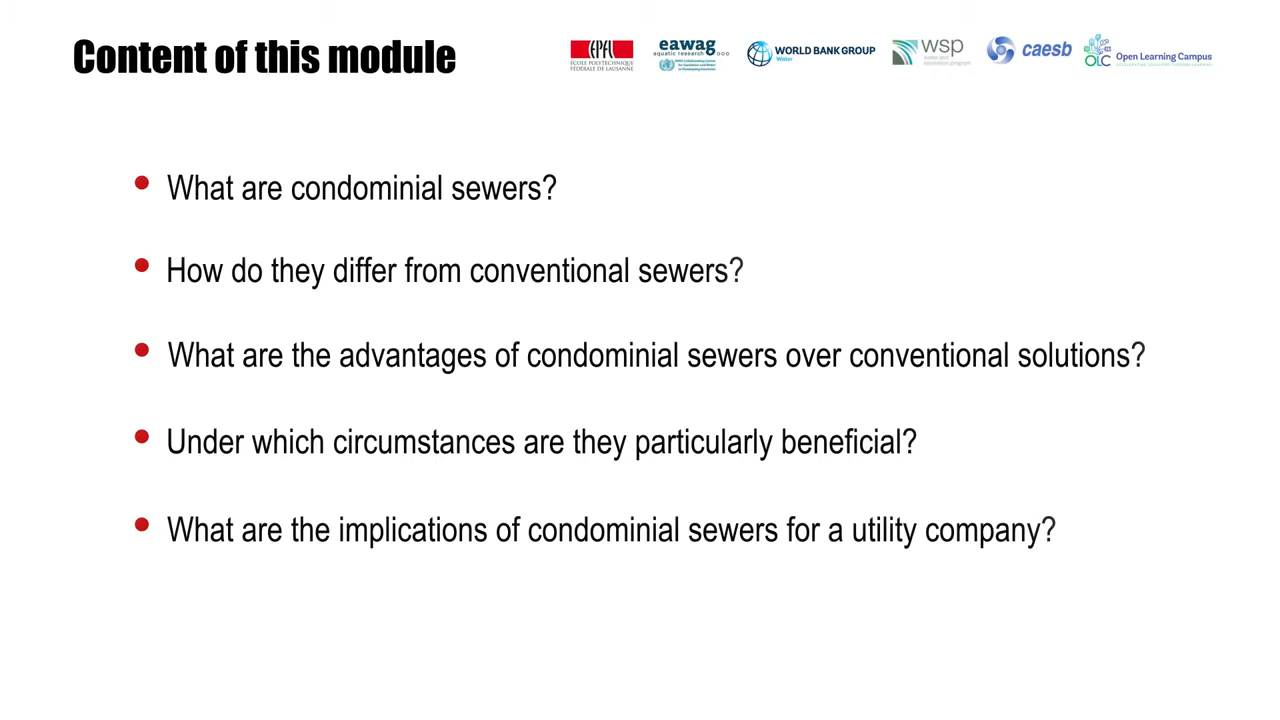 Content of this module
EPFL
ÉCOLE POLYTECHNIQUE
FÉDÉRALE DE LAUSANNE
eawag
aquatic research
WORLD BANK GROUP
Water
wsp
water and
sanitation program
caesb
OLC
Open Learning Campus
• What are condominial sewers?
• How do they differ from conventional sewers?
• What are the advantages of condominial sewers over conventional solutions?
• Under which circumstances are they particularly beneficial?
• What are the implications of condominial sewers for a utility company?